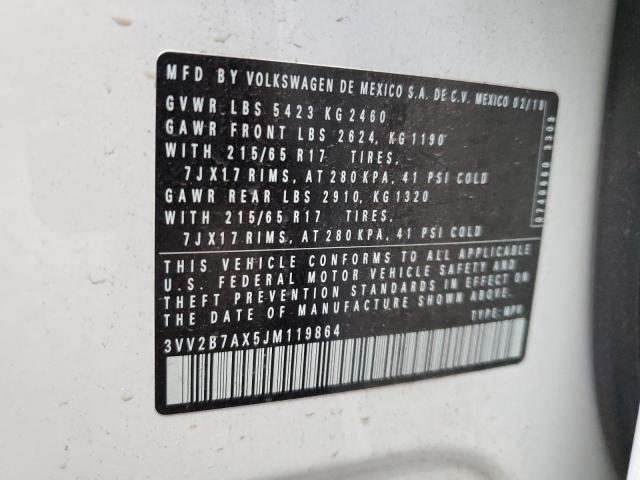 MFD BY VOLKSWAGEN DE MEXICO S.A. DE C.V. MEXICO 02/18
GVWR LBS 5423 KG 2460
GAWR FRONT LBS 2624, KG 1190
WITH 215/65 R17 TIRES,
7JX17 RIMS, AT 280 KPA, 41 PSI COLD
GAWR REAR LBS 2910, KG 1320
WITH 215/65 R17 TIRES,
7JX17 RIMS, AT 280 KPA, 41 PSI COLD
THIS VEHICLE CONFORMS TO ALL APPLICABLE
U.S. FEDERAL MOTOR VEHICLE SAFETY AND
THEFT PREVENTION STANDARDS IN EFFECT ON
THE DATE OF MANUFACTURE SHOWN ABOVE.
3VV2B7AX5JM119864
TYPE: MPV